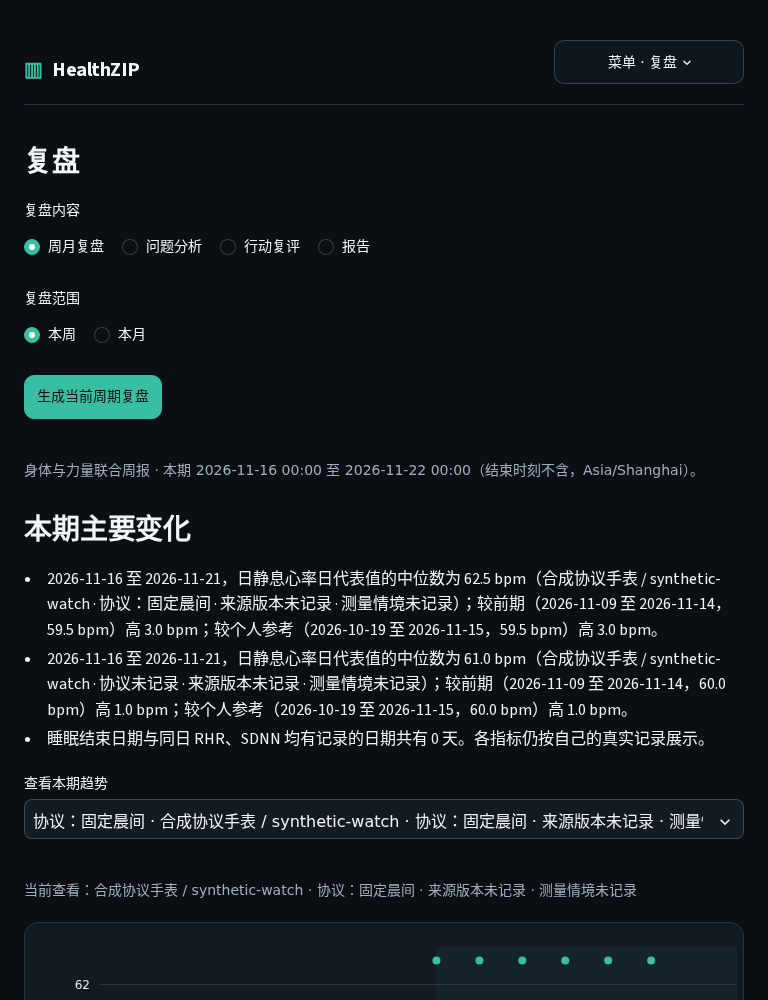 HealthZIP
菜单 · 复盘
复盘
复盘内容
周月复盘
问题分析
行动复评
报告
复盘范围
本周
本月
生成当前周期复盘
身体与力量联合周报 · 本期 2026-11-16 00:00 至 2026-11-22 00:00（结束时刻不含，Asia/Shanghai）。
本期主要变化
2026-11-16 至 2026-11-21，日静息心率日代表值的中位数为 62.5 bpm（合成协议手表 / synthetic-
watch · 协议：固定晨间 · 来源版本未记录 · 测量情境未记录）；较前期（2026-11-09 至 2026-11-14，
59.5 bpm）高 3.0 bpm；较个人参考（2026-10-19 至 2026-11-15，59.5 bpm）高 3.0 bpm。
2026-11-16 至 2026-11-21，日静息心率日代表值的中位数为 61.0 bpm（合成协议手表 / synthetic-
watch · 协议未记录 · 来源版本未记录 · 测量情境未记录）；较前期（2026-11-09 至 2026-11-14，60.0
bpm）高 1.0 bpm；较个人参考（2026-10-19 至 2026-11-15，60.0 bpm）高 1.0 bpm。
睡眠结束日期与同日 RHR、SDNN 均有记录的日期共有 0 天。各指标仍按自己的真实记录展示。
查看本期趋势
协议：固定晨间 · 合成协议手表 / synthetic-watch · 协议：固定晨间 · 来源版本未记录 · 测量
当前查看：合成协议手表 / synthetic-watch · 协议：固定晨间 · 来源版本未记录 · 测量情境未记录
62